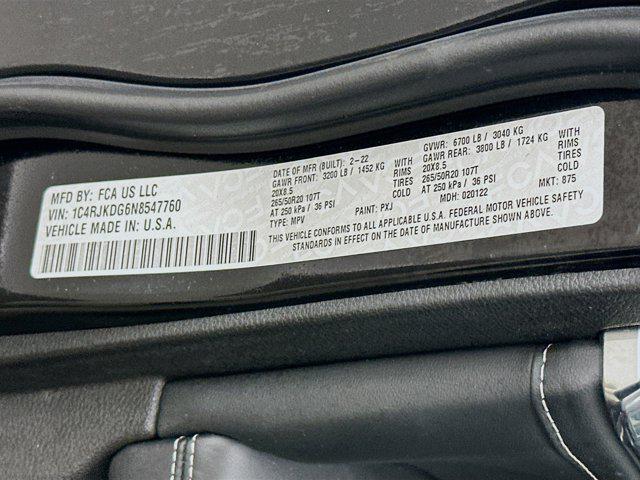 MFD BY: FCA US LLC
VIN: 1C4RJKDG6N8547760
VEHICLE MADE IN: U.S.A.
DATE OF MFR (BUILT): 2-22 GVWR: 6700 LB / 3040 KG
GAWR FRONT: 3200 LB / 1452 KG WITH GAWR REAR: 3800 LB / 1724 KG WITH
20X8.5 RIMS 20X8.5 RIMS
265/50R20 107T TIRES 265/50R20 107T TIRES
AT 250 kPa / 36 PSI COLD AT 250 kPa / 36 PSI COLD
TYPE: MPV PAINT: PXJ MDH: 020122 MKT: 875
THIS VEHICLE CONFORMS TO ALL APPLICABLE U.S.A. FEDERAL MOTOR VEHICLE SAFETY
STANDARDS IN EFFECT ON THE DATE OF MANUFACTURE SHOWN ABOVE.